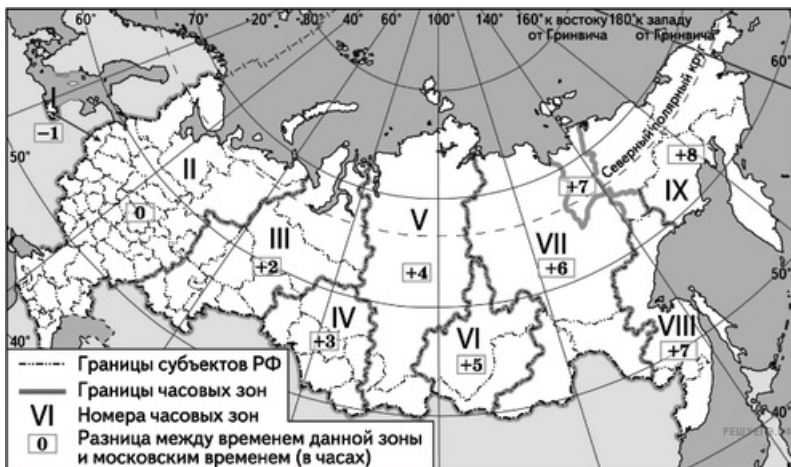 60° 70° -20° 40° 60° 100° 140° 160° к востоку 180° к западу
от Гринвича от Гринвича
60°
I
-1
Северный полярный круг
50°
II
+8
0
+7
V
IX
III
VII
+2
+4
+6
50°
40°
IV
VI
VIII
+3
+5
+7
40°
Границы субъектов РФ
Границы часовых зон
VI Номера часовых зон
0 Разница между временем данной зоны
и московским временем (в часах)